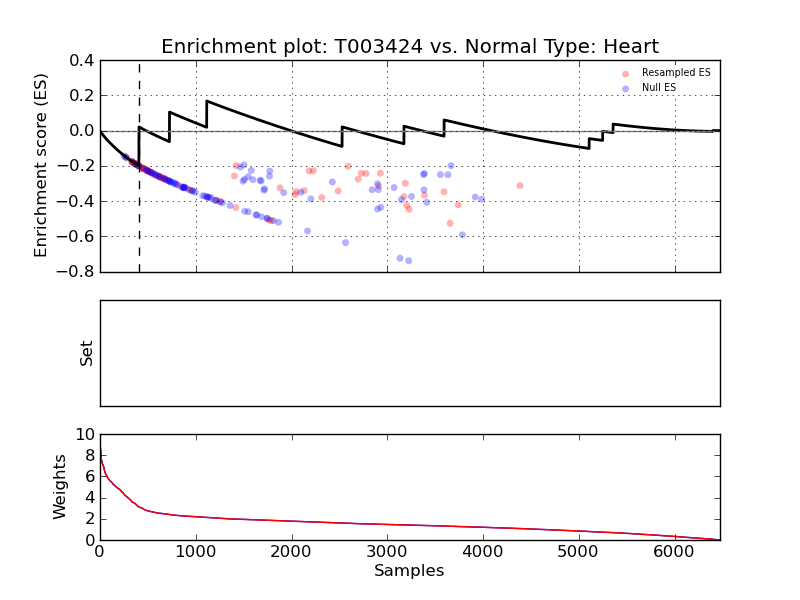 Enrichment plot: T003424 vs. Normal Type: Heart
Enrichment score (ES)
0.4
0.2
0.0
−0.2
−0.4
−0.6
−0.8
Resampled ES
Null ES
Set
Weights
10
8
6
4
2
0
0 1000 2000 3000 4000 5000 6000
Samples